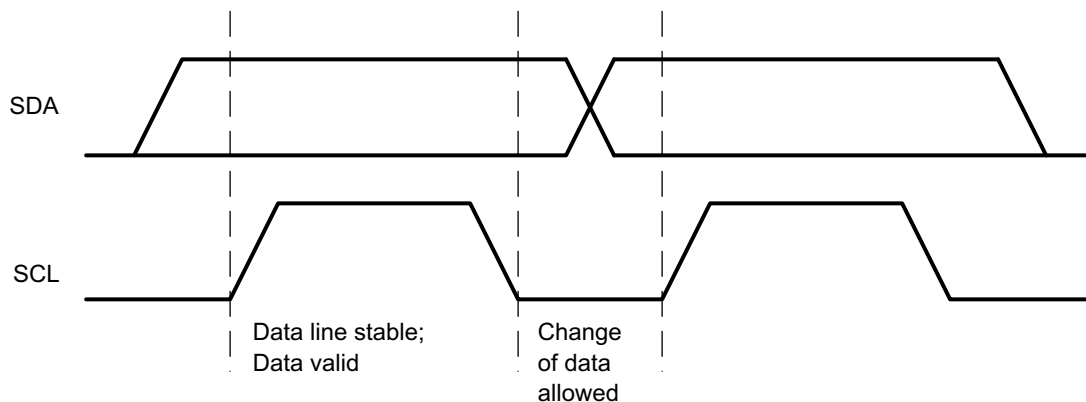 SDA
SCL
Data line stable;
Data valid
Change
of data
allowed